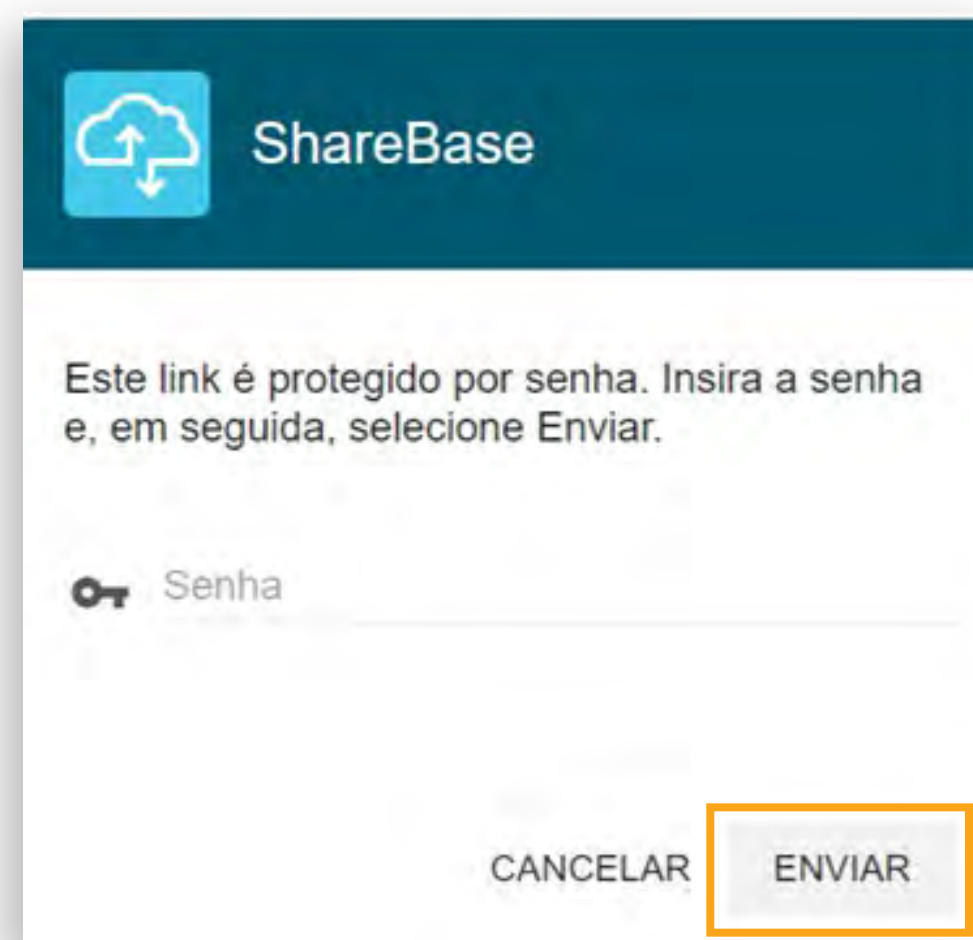 ShareBase
Este link é protegido por senha. Insira a senha
e, em seguida, selecione Enviar.
Senha
CANCELAR ENVIAR